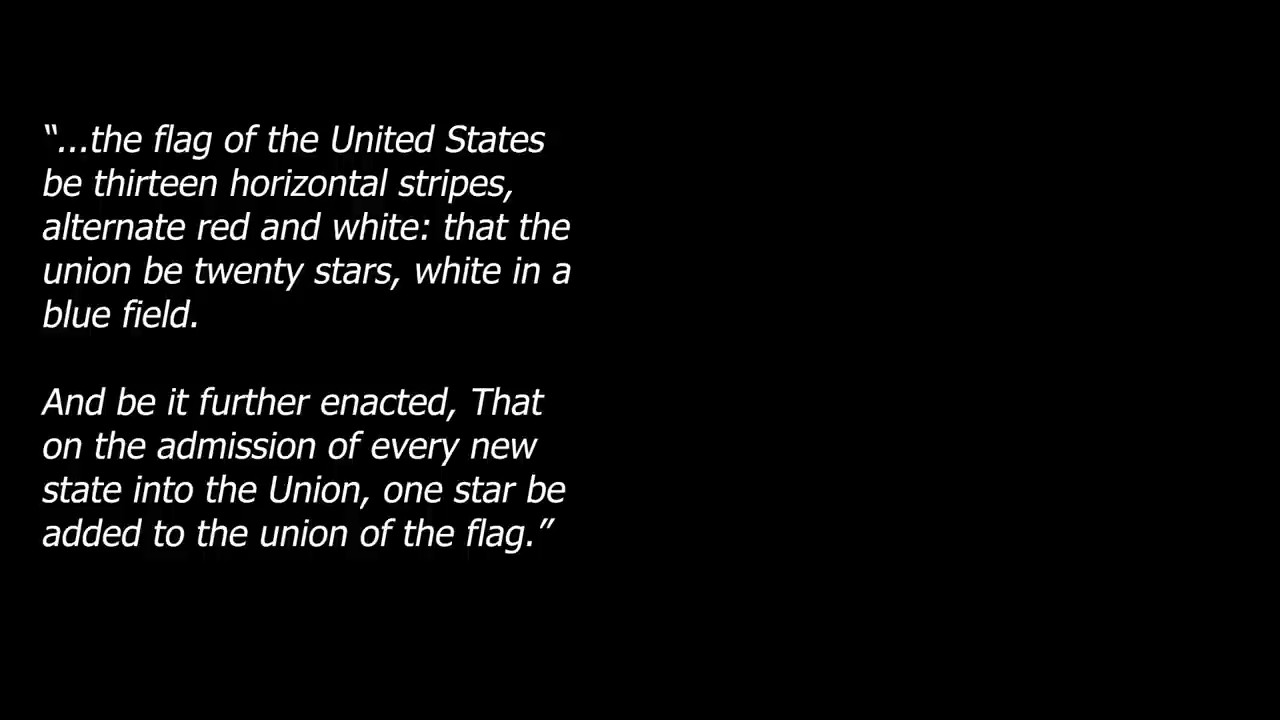 “...the flag of the United States
be thirteen horizontal stripes,
alternate red and white: that the
union be twenty stars, white in a
blue field.
And be it further enacted, That
on the admission of every new
state into the Union, one star be
added to the union of the flag.”